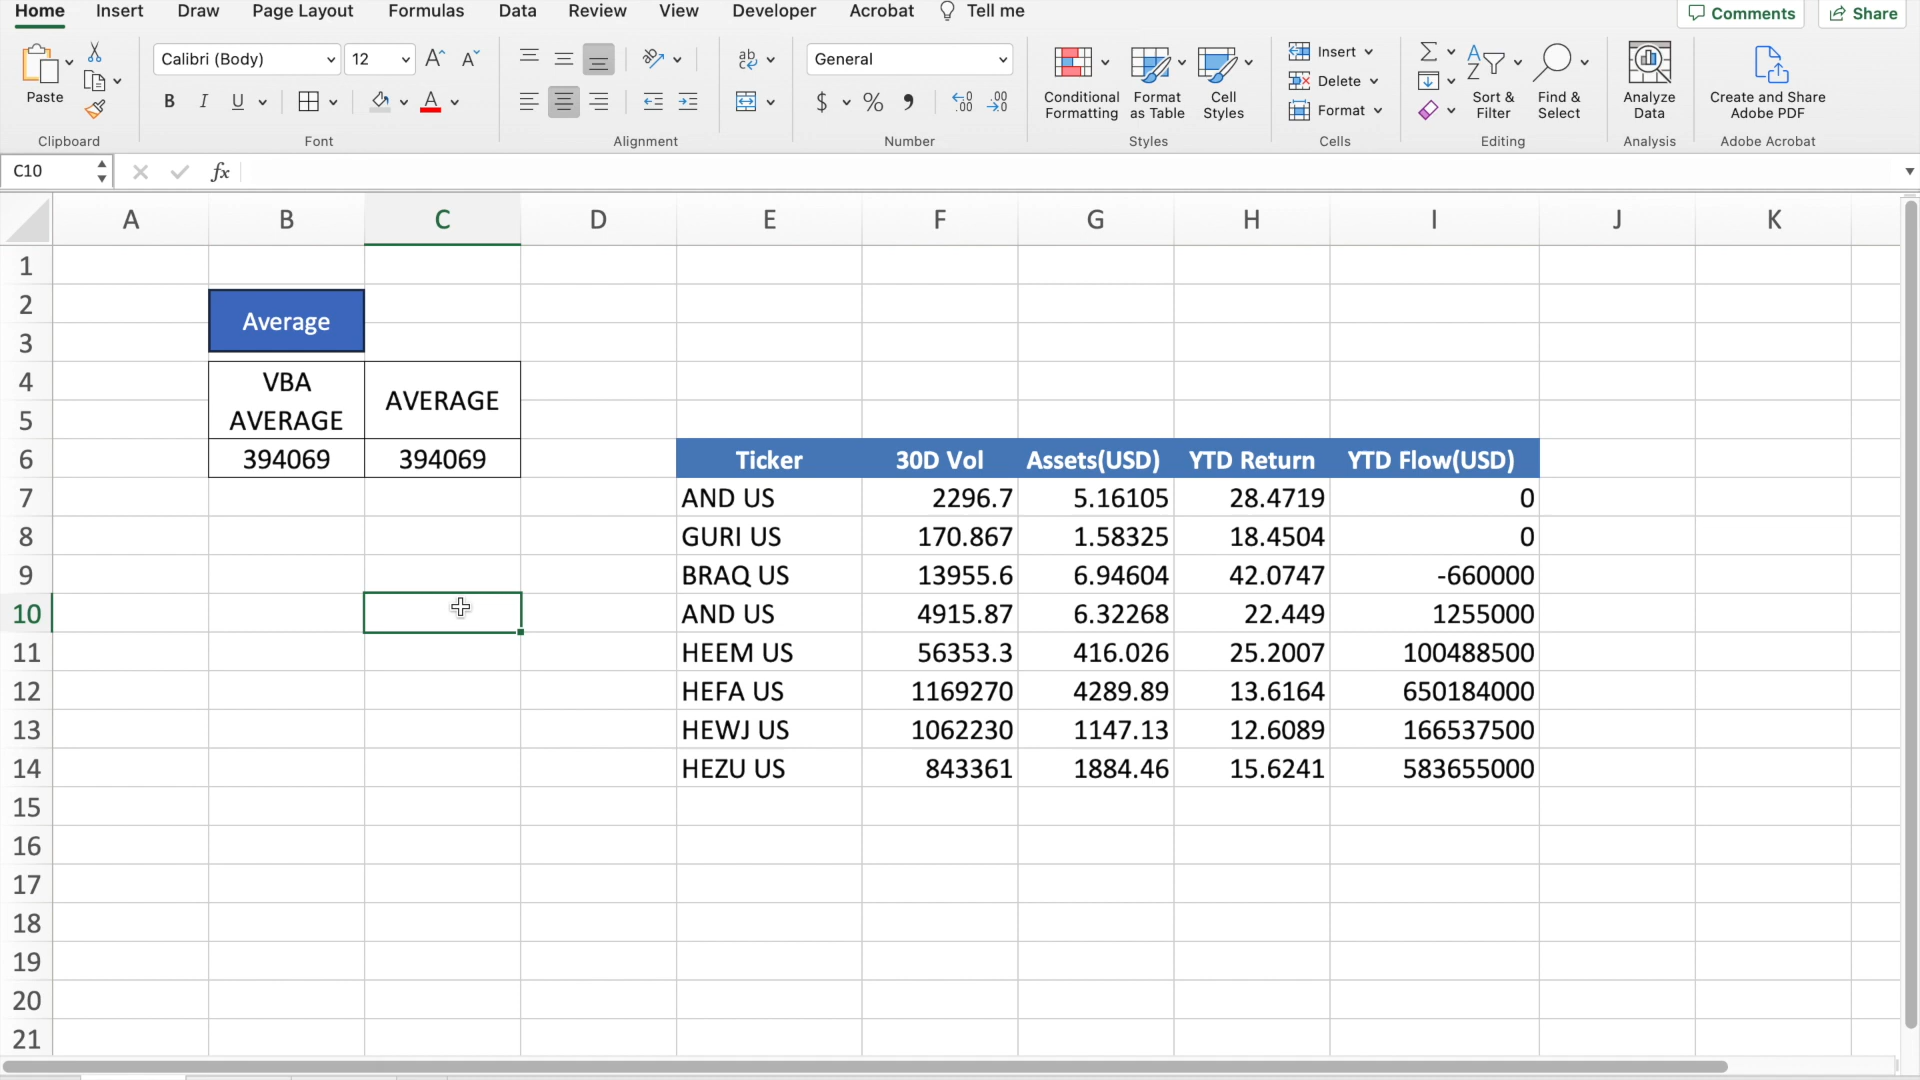 Home Insert Draw Page Layout Formulas Data Review View Developer Acrobat Tell me Comments Share
Calibri (Body) 12 General
Paste
B I U
$ % 9
Conditional Formatting
Format as Table
Cell Styles
Insert
Delete
Format
Sort & Filter
Find & Select
Analyze Data
Create and Share Adobe PDF
Clipboard Font Alignment Number Styles Cells Editing Analysis Adobe Acrobat
C10 fx
A B C D E F G H I J K
1
2
Average
3
4 VBA
AVERAGE
5 AVERAGE
6 394069 394069 Ticker 30D Vol Assets(USD) YTD Return YTD Flow(USD)
7 AND US 2296.7 5.16105 28.4719 0
8 GURI US 170.867 1.58325 18.4504 0
9 BRAQ US 13955.6 6.94604 42.0747 -660000
10 AND US 4915.87 6.32268 22.449 1255000
11 HEEM US 56353.3 416.026 25.2007 100488500
12 HEFA US 1169270 4289.89 13.6164 650184000
13 HEWJ US 1062230 1147.13 12.6089 166537500
14 HEZU US 843361 1884.46 15.6241 583655000
15
16
17
18
19
20
21